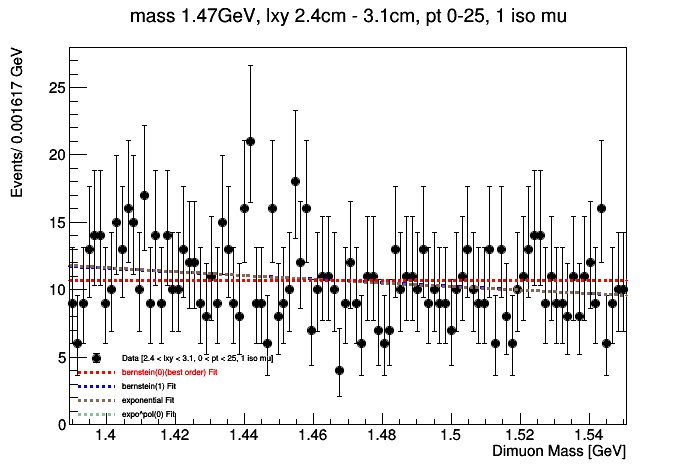 mass 1.47GeV, lxy 2.4cm - 3.1cm, pt 0-25, 1 iso mu
Events/ 0.001617 GeV
25
20
15
10
5
0
Data [2.4 < lxy < 3.1, 0 < pt < 25, 1 iso mu]
bernstein(0)(best order) Fit
bernstein(1) Fit
exponential Fit
expo*pol(0) Fit
1.4 1.42 1.44 1.46 1.48 1.5 1.52 1.54
Dimuon Mass [GeV]